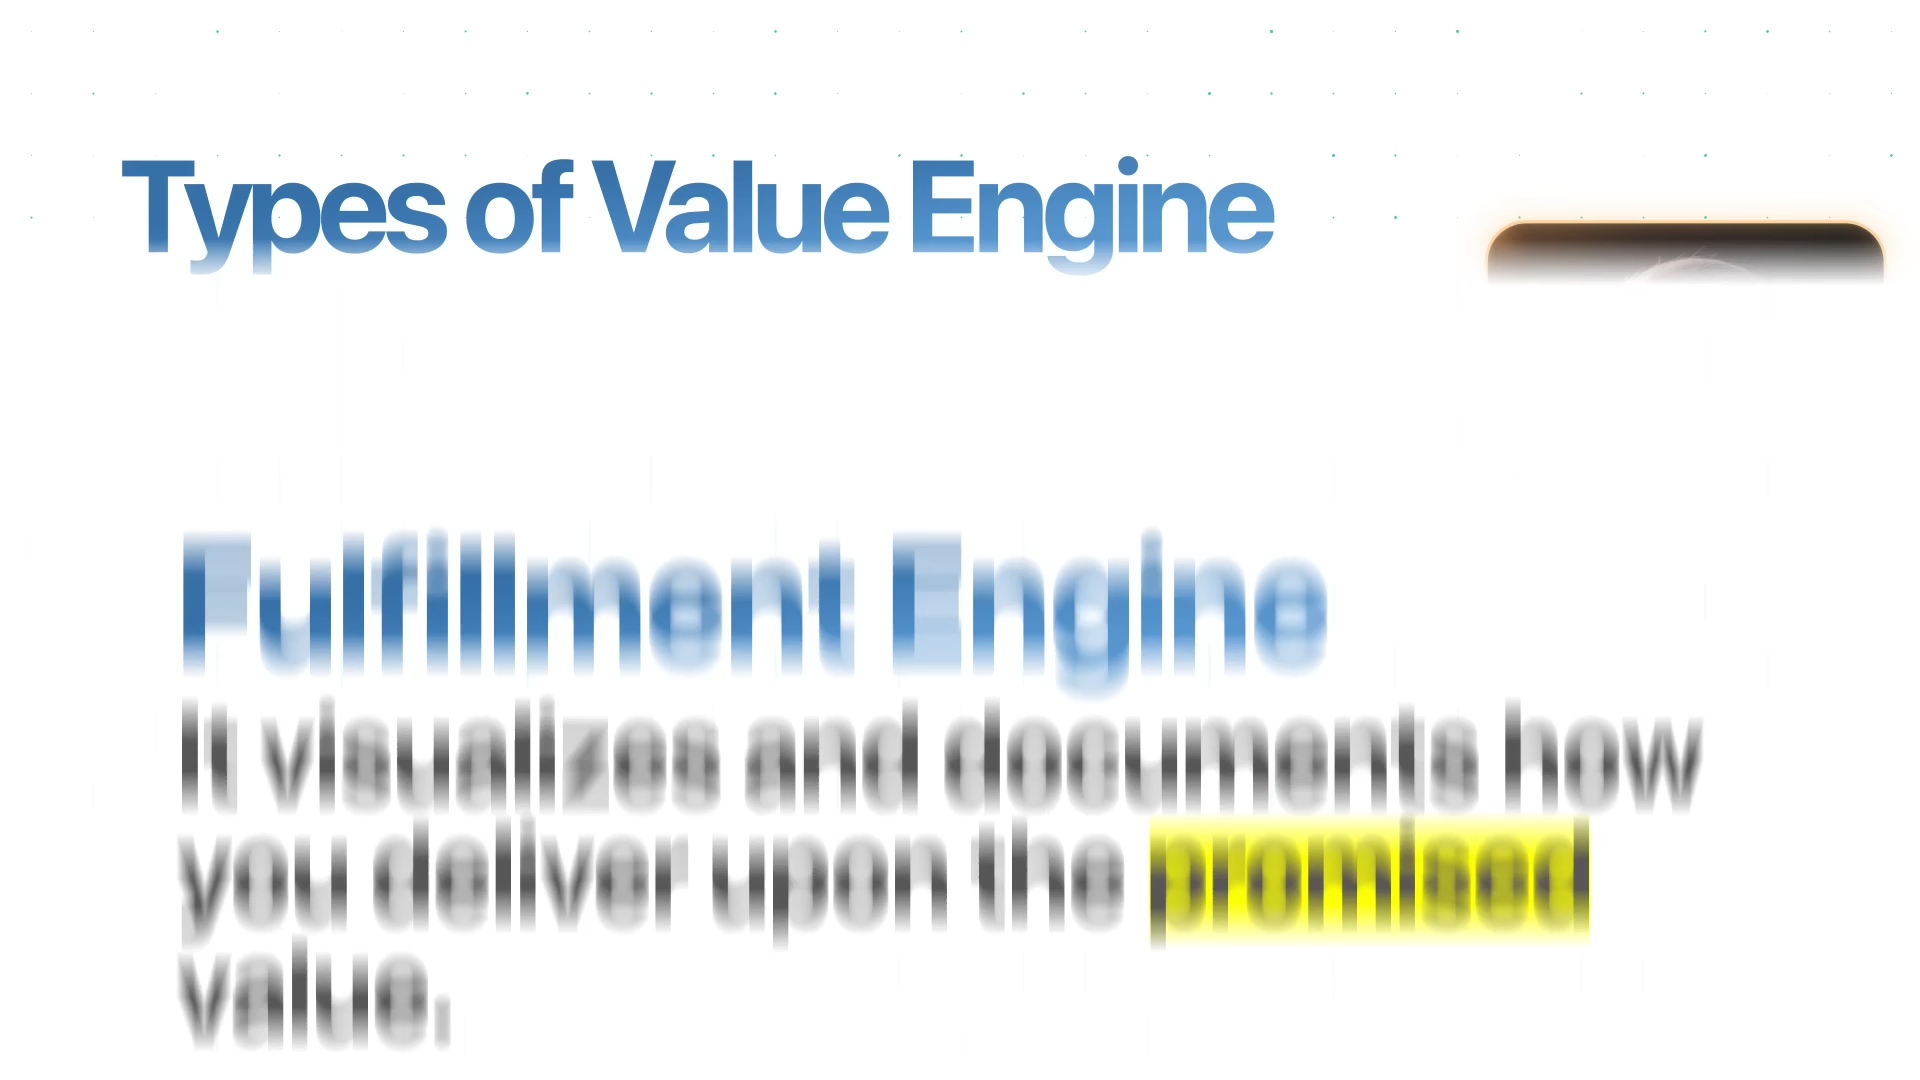 Types of Value Engine
Fulfillment Engine
It visualizes and documents how
you deliver upon the promised
value.